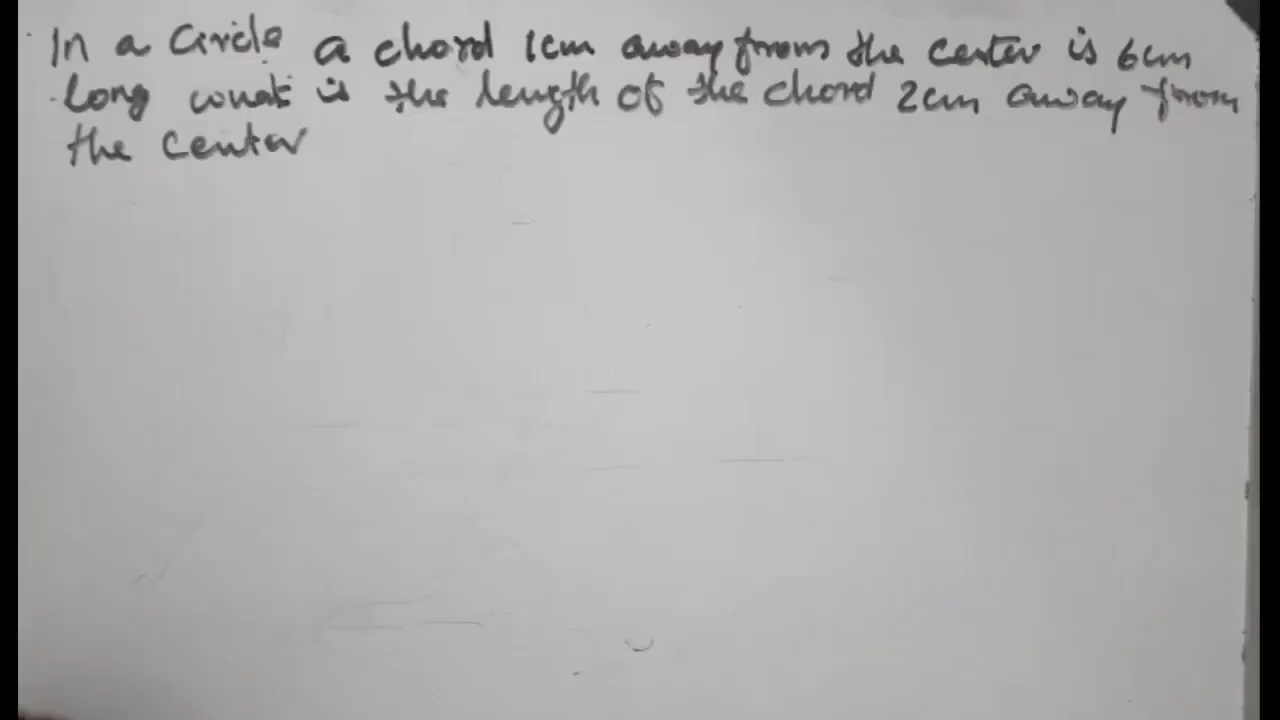 In a Circle a chord 1cm away from the center is 6cm
long what is the length of the chord 2cm away from
the center